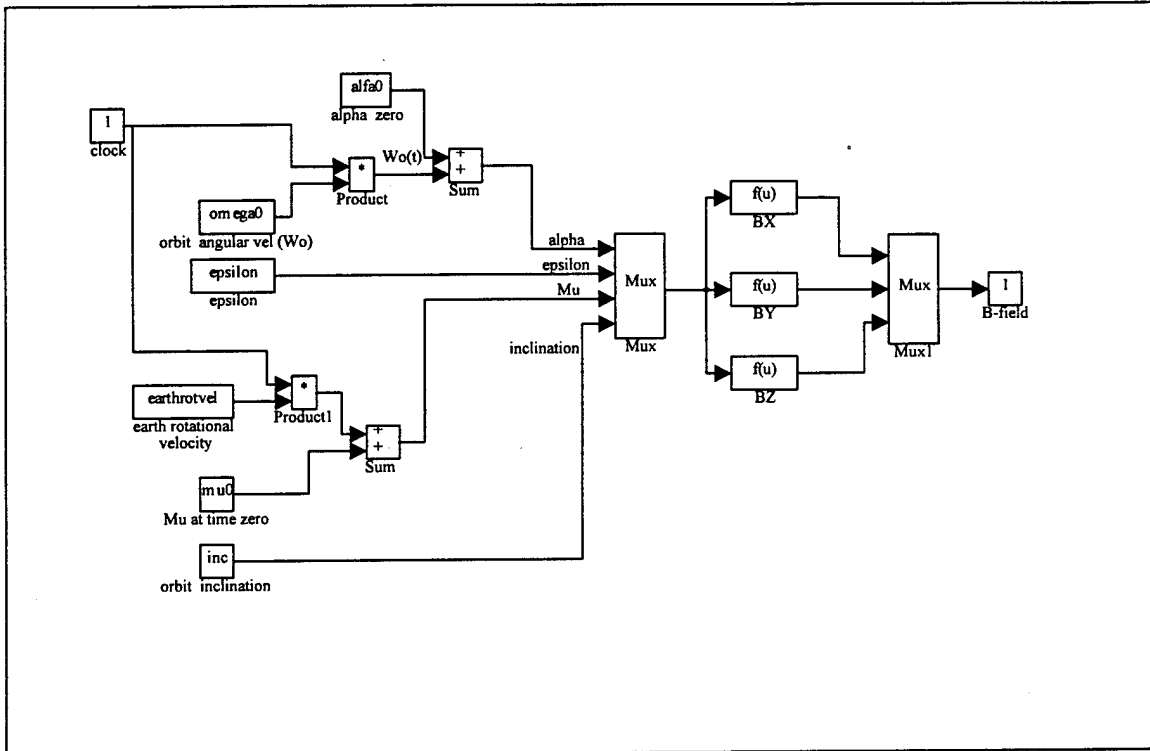 alfa0
alpha zero
1
clock
Wo(t)
+
+
Sum
*
Product
omega0
orbit angular vel (Wo)
epsilon
epsilon
alpha
epsilon
Mu
inclination
Mux
Mux
f(u)
BX
f(u)
BY
f(u)
BZ
Mux
Mux1
1
B-field
*
Product1
earthrotvel
earth rotational
velocity
+
+
Sum
mu0
Mu at time zero
inc
orbit inclination